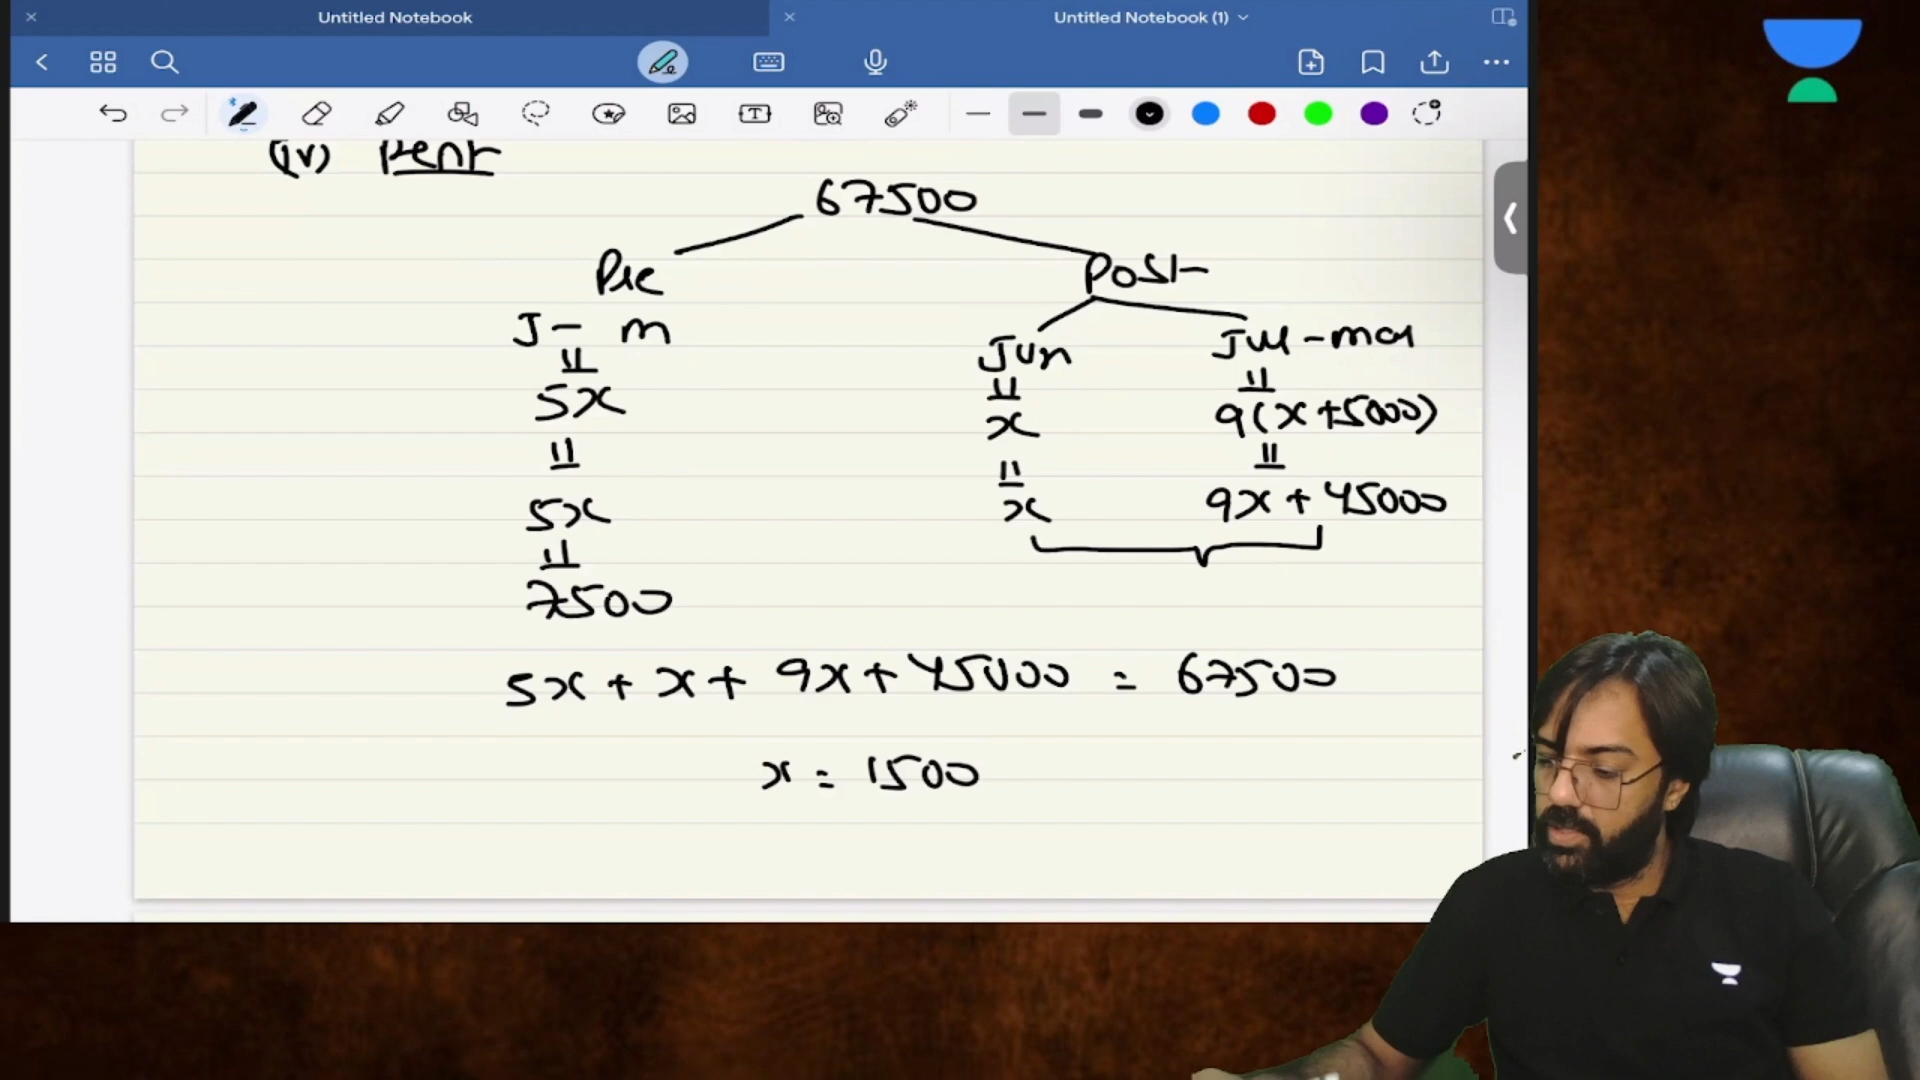 Untitled Notebook
Untitled Notebook (1)
(iv) Rent
67500
Pre Post
J - m Jun Jul - mar
= = =
5x x 9(x+5000)
= = =
5x x 9x + 45000
=
7500
5x + x + 9x + 45000 = 67500
x = 1500